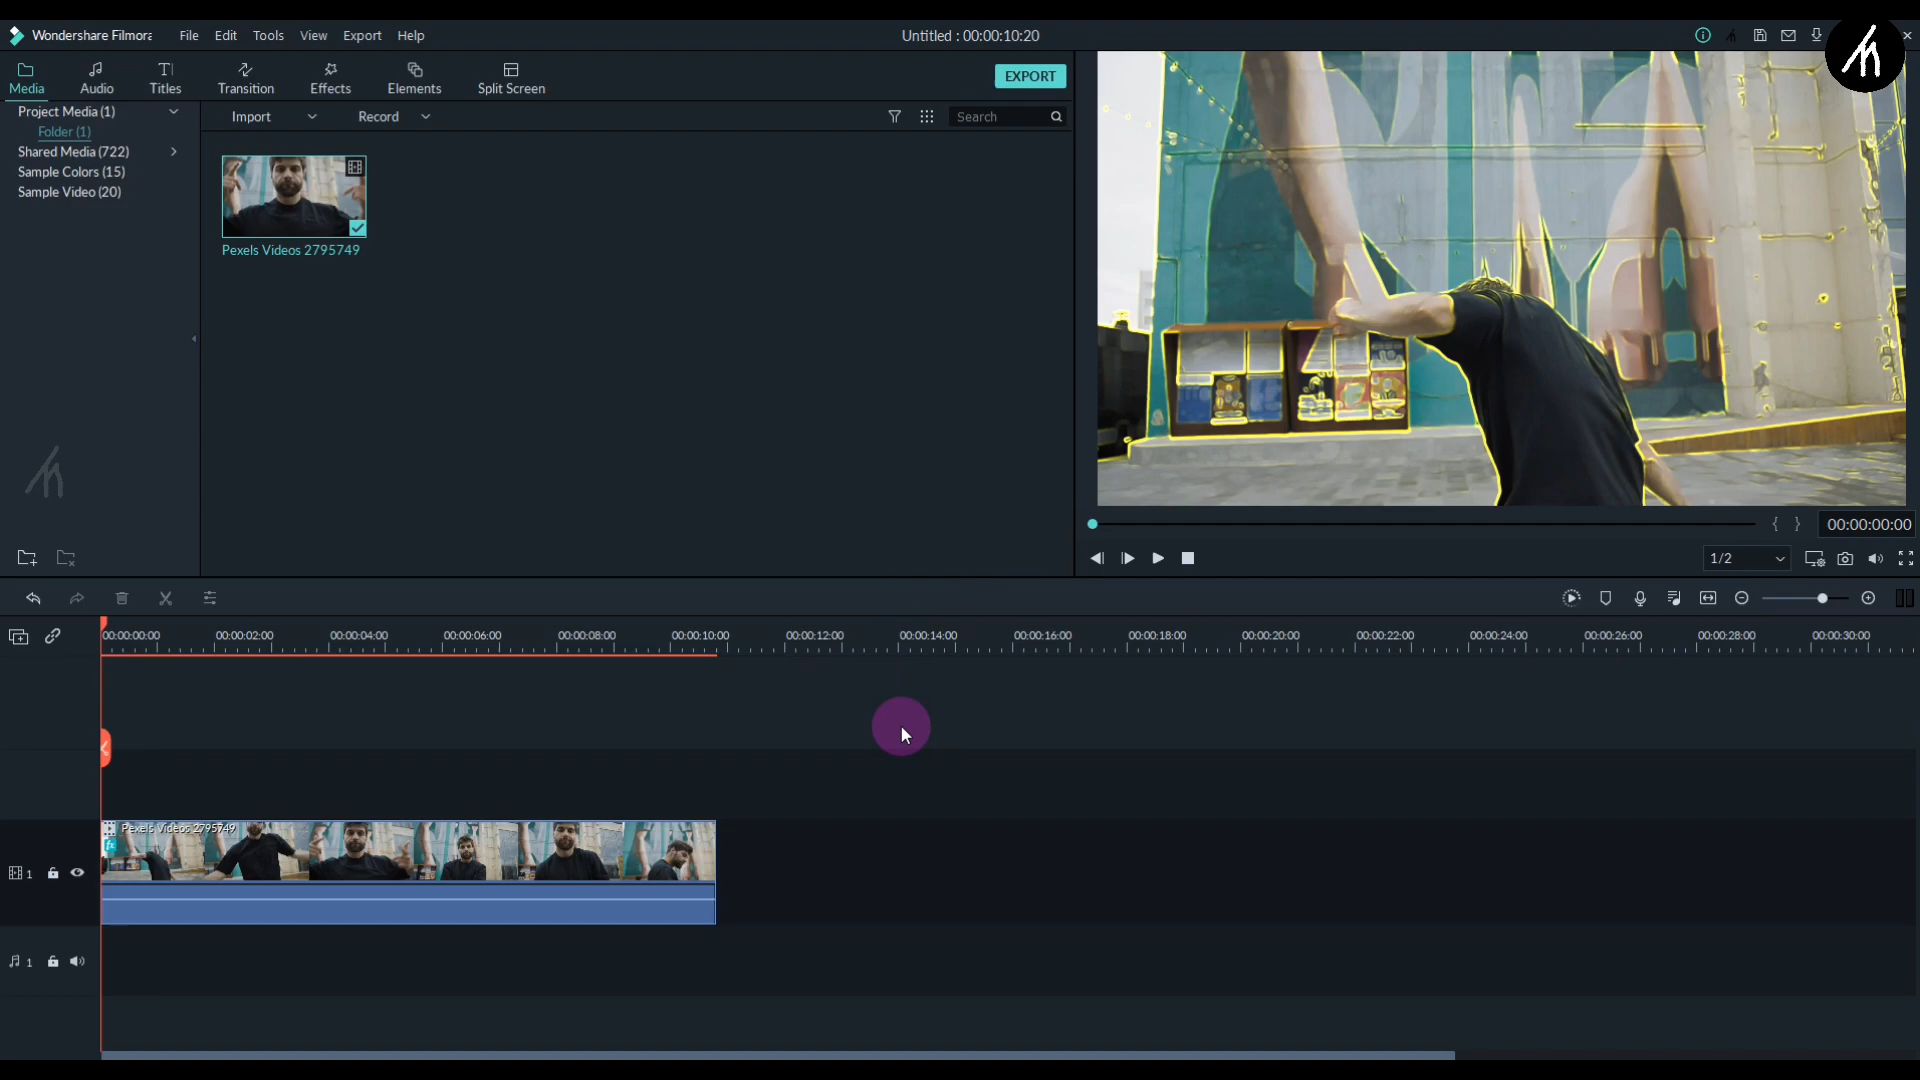 Wondershare Filmora File Edit Tools View Export Help Untitled : 00:00:10:20
Media Audio Titles Transition Effects Elements Split Screen EXPORT
Project Media (1) Import Record Search
Folder (1)
Shared Media (722)
Sample Colors (15)
Sample Video (20)
Pexels Videos 2795749
00:00:00:00
1/2
00:00:00:00 00:00:02:00 00:00:04:00 00:00:06:00 00:00:08:00 00:00:10:00 00:00:12:00 00:00:14:00 00:00:16:00 00:00:18:00 00:00:20:00 00:00:22:00 00:00:24:00 00:00:26:00 00:00:28:00 00:00:30:00
Pexels Videos 2795749
fx
1
1